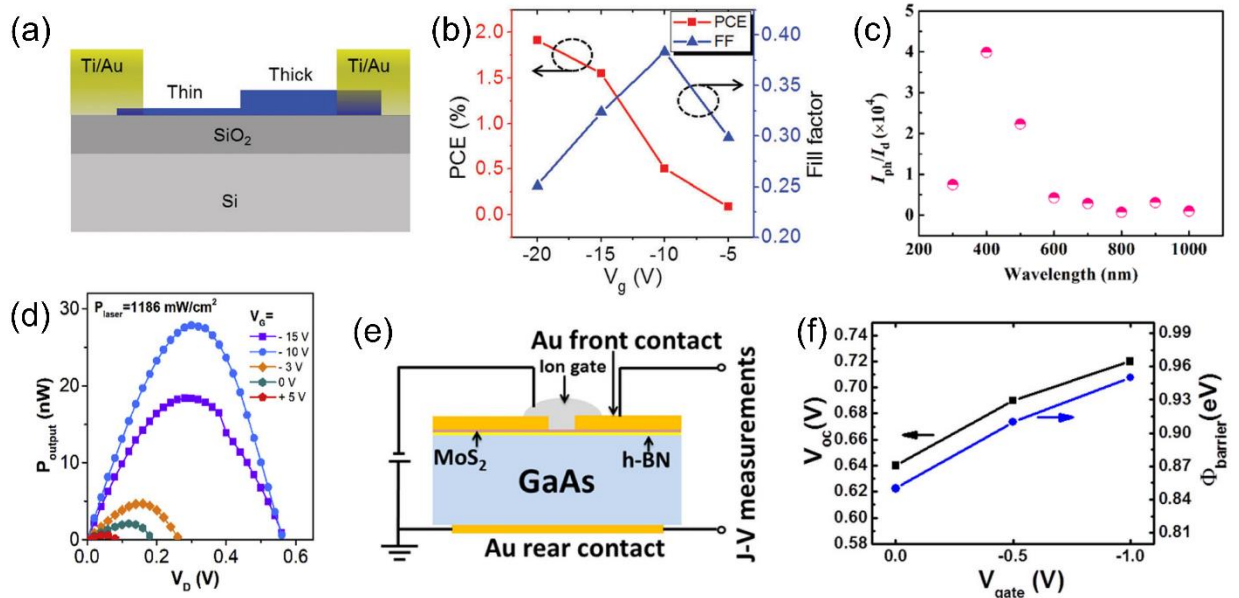 (a)
Ti/Au
Thin
Thick
Ti/Au
SiO2
Si
(b)
PCE
FF
PCE (%)
2.0
1.5
1.0
0.5
0.0
Fill factor
0.40
0.35
0.30
0.25
0.20
-20 -15 -10 -5
Vg (V)
(c)
Iph/Id (×10⁴)
5
4
3
2
1
0
200 400 600 800 1000
Wavelength (nm)
(d)
Plaser=1186 mW/cm²
VG=
- 15 V
- 10 V
- 3 V
0 V
+ 5 V
Poutput (nW)
30
20
10
0
0.0 0.2 0.4 0.6
VD (V)
(e)
Au front contact
Ion gate
MoS2
h-BN
GaAs
Au rear contact
J-V measurements
(f)
Voc(V)
0.74
0.72
0.70
0.68
0.66
0.64
0.62
0.60
0.58
Φbarrier(eV)
0.99
0.96
0.93
0.90
0.87
0.84
0.81
0.0 -0.5 -1.0
Vgate (V)